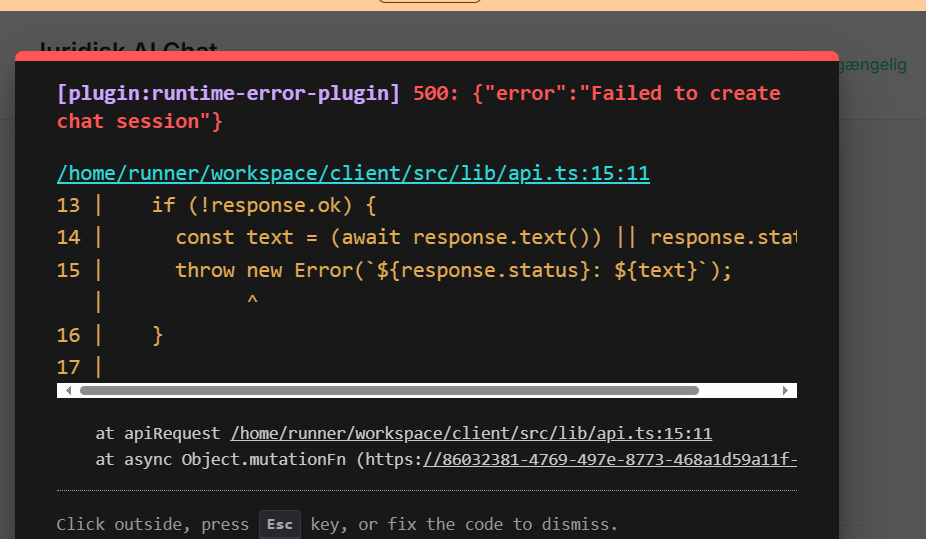 Juridisk AI Chat
gængelig
[plugin:runtime-error-plugin] 500: {"error":"Failed to create
chat session"}
/home/runner/workspace/client/src/lib/api.ts:15:11
13 |    if (!response.ok) {
14 |      const text = (await response.text()) || response.stat
15 |      throw new Error(`${response.status}: ${text}`);
   |            ^
16 |    }
17 |
at apiRequest /home/runner/workspace/client/src/lib/api.ts:15:11
at async Object.mutationFn (https://86032381-4769-497e-8773-468a1d59a11f-
Click outside, press Esc key, or fix the code to dismiss.